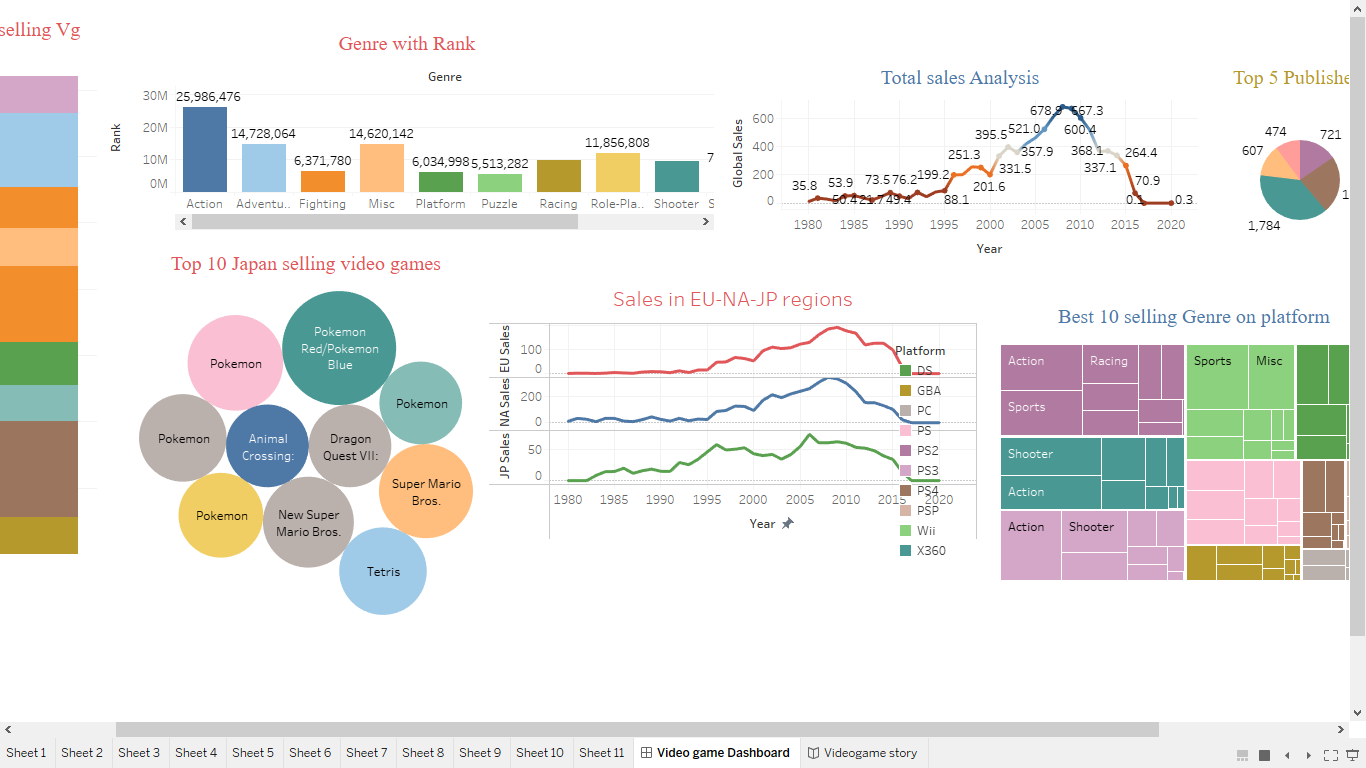 selling Vg
Genre with Rank
Genre
Rank
30M
20M
10M
0M
25,986,476
14,728,064
6,371,780
14,620,142
6,034,998
5,513,282
11,856,808
7
Action
Adventu..
Fighting
Misc
Platform
Puzzle
Racing
Role-Pla..
Shooter
S
Total sales Analysis
Global Sales
600
400
200
0
35.8
53.9
50.4
21.7
73.5
76.2
49.4
199.2
88.1
251.3
201.6
395.5
331.5
521.0
357.9
678.9
667.3
600.4
368.1
337.1
264.4
70.9
0.1
0.3
1980
1985
1990
1995
2000
2005
2010
2015
2020
Year
Top 5 Publishe
474
721
607
1
1,784
Top 10 Japan selling video games
Pokemon
Pokemon
Red/Pokemon
Blue
Pokemon
Pokemon
Animal
Crossing:
Dragon
Quest VII:
Super Mario
Bros.
Pokemon
New Super
Mario Bros.
Tetris
Sales in EU-NA-JP regions
EU Sales
100
0
NA Sales
200
0
JP Sales
50
0
1980
1985
1990
1995
2000
2005
2010
2015
2020
Year
Platform
DS
GBA
PC
PS
PS2
PS3
PS4
PSP
Wii
X360
Best 10 selling Genre on platform
Action
Racing
Sports
Sports
Misc
Shooter
Action
Action
Shooter
Sheet 1
Sheet 2
Sheet 3
Sheet 4
Sheet 5
Sheet 6
Sheet 7
Sheet 8
Sheet 9
Sheet 10
Sheet 11
Video game Dashboard
Videogame story